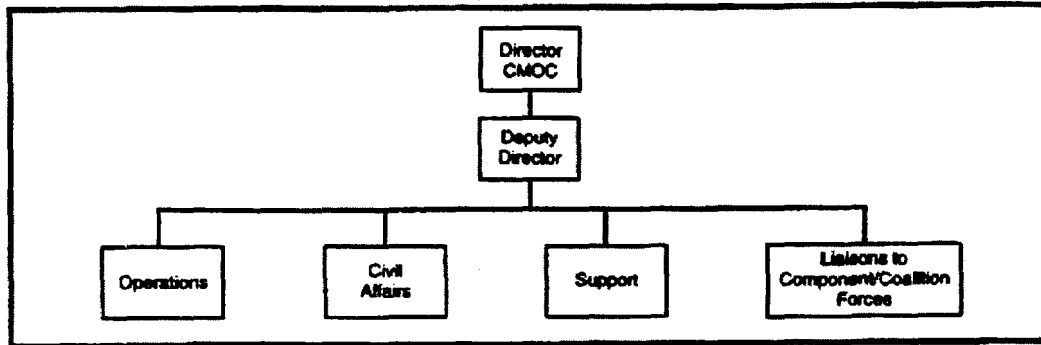 Director
CMOC
Deputy
Director
Operations
Civil
Affairs
Support
Liaisons to
Component/Coalition
Forces